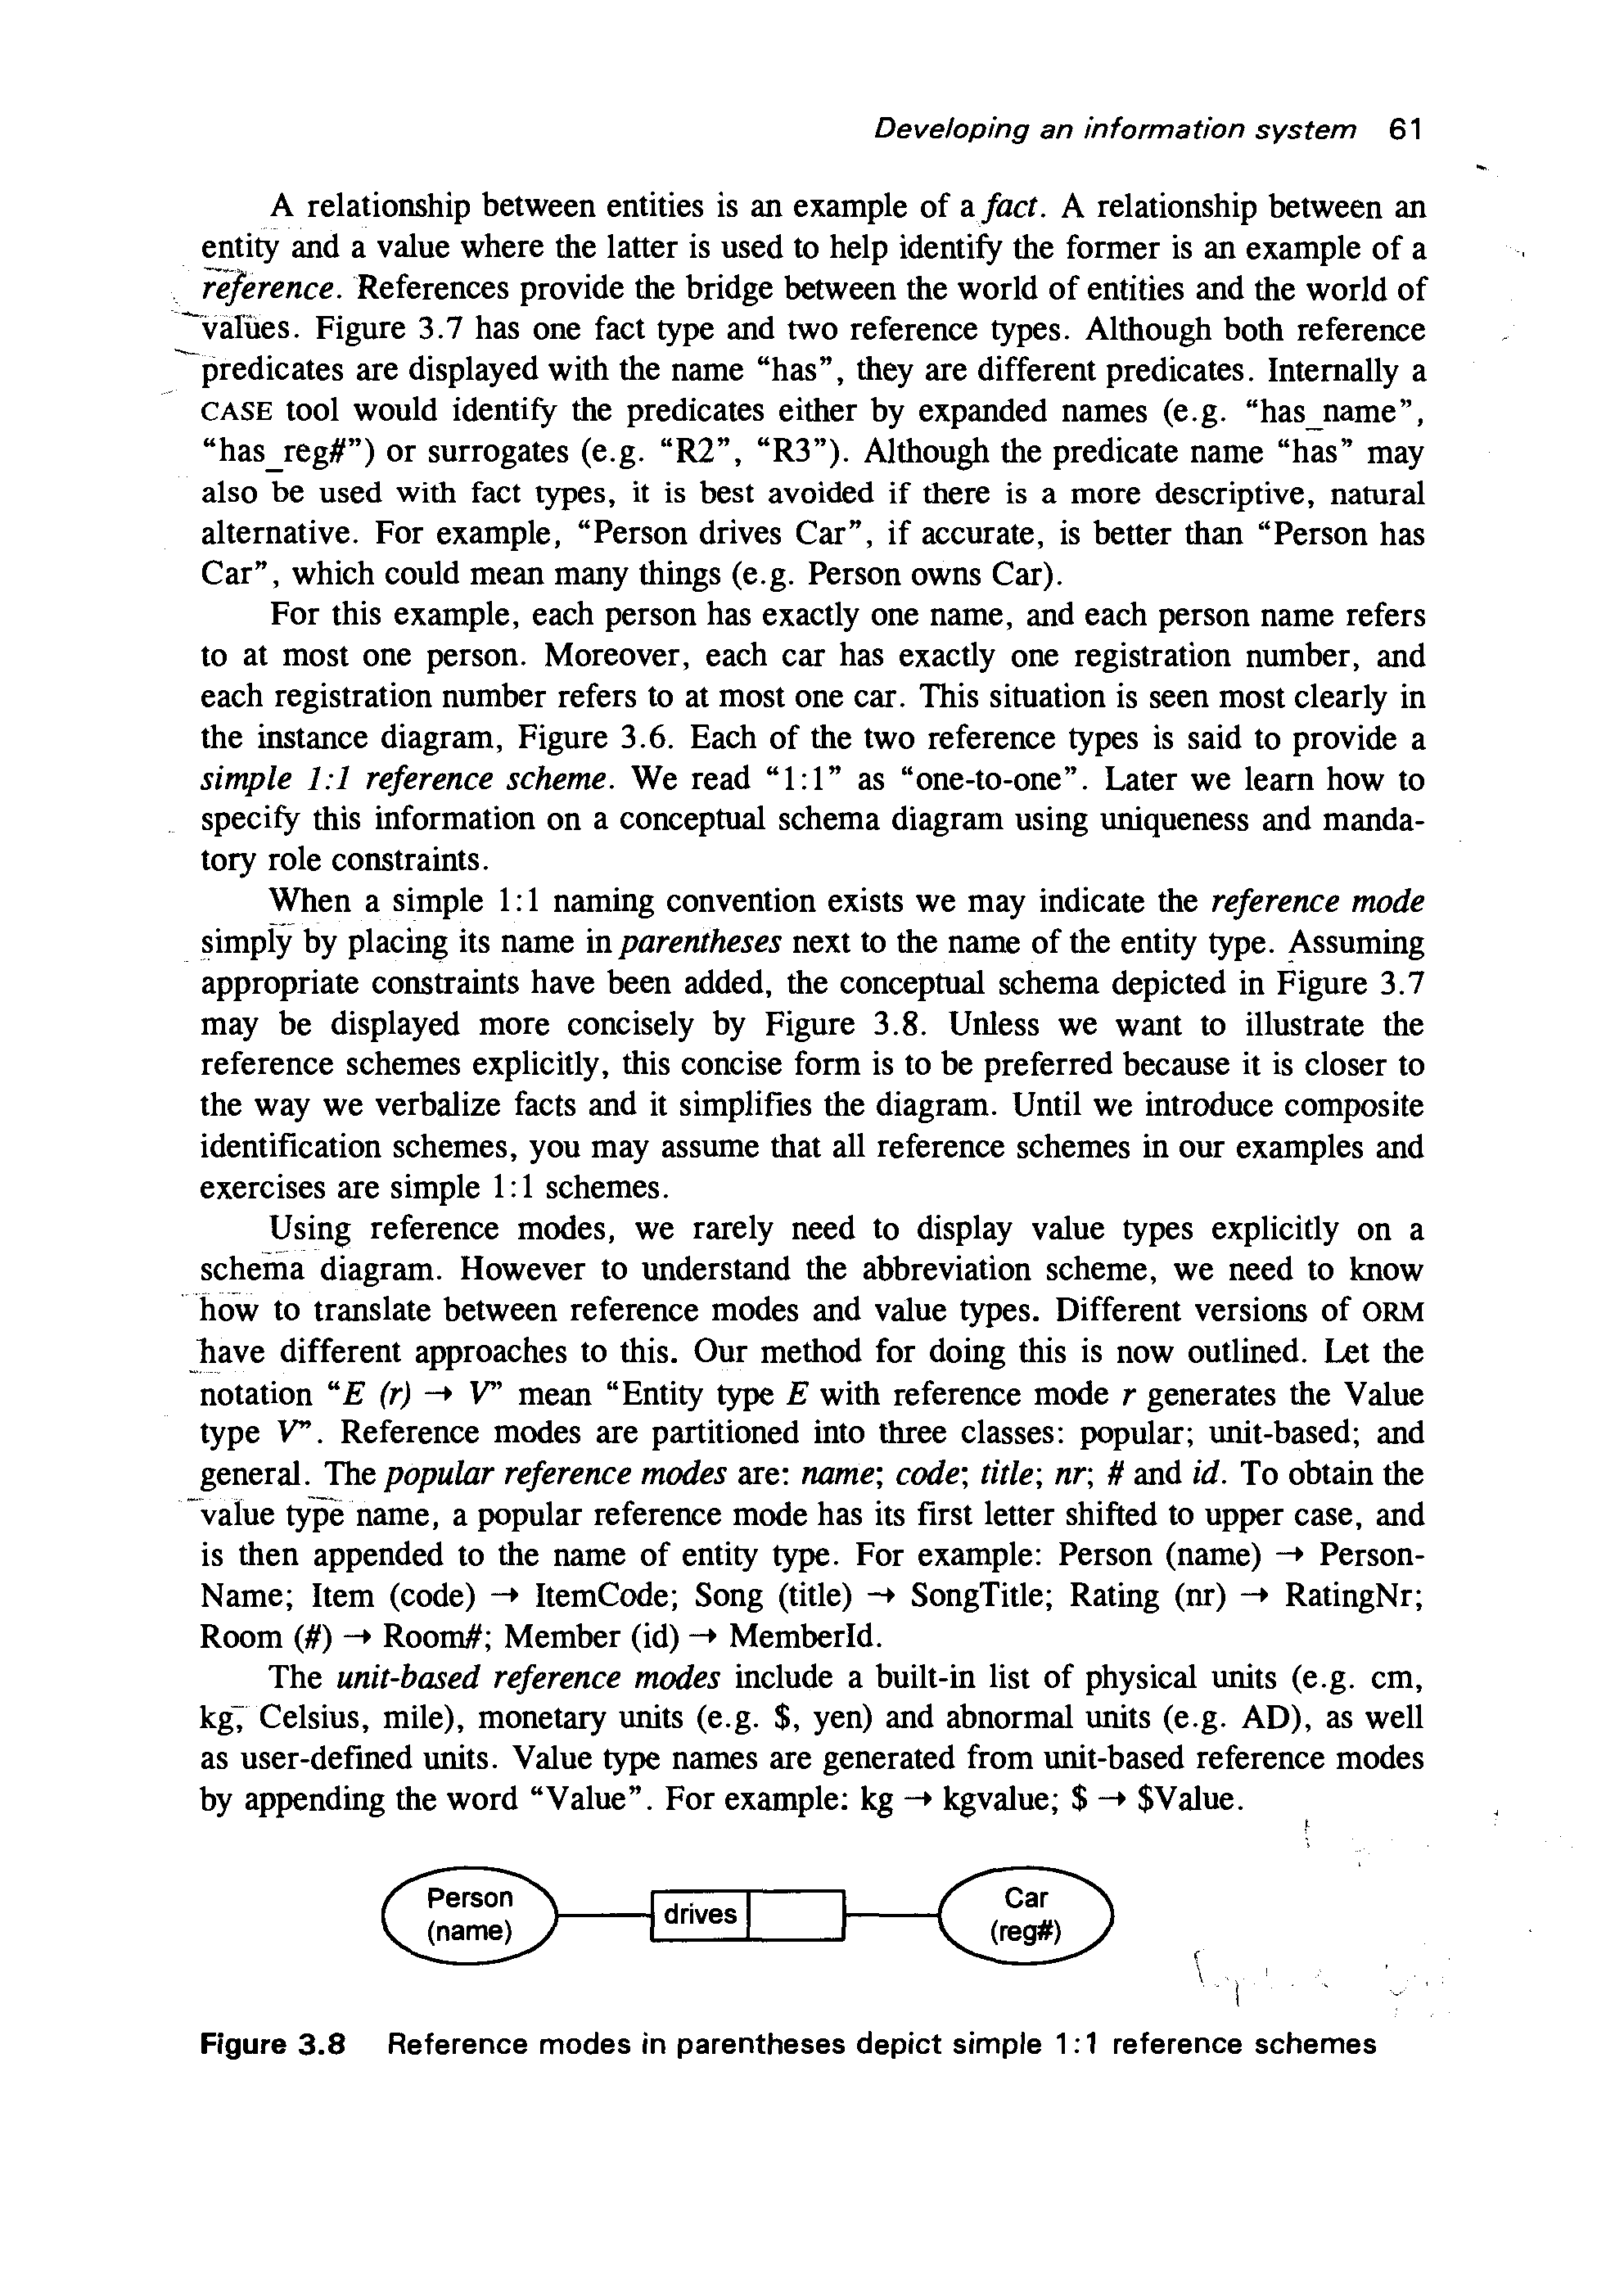 Developing an information system 61
A relationship between entities is an example of a fact. A relationship between an
entity and a value where the latter is used to help identify the former is an example of a
reference. References provide the bridge between the world of entities and the world of
values. Figure 3.7 has one fact type and two reference types. Although both reference
predicates are displayed with the name “has”, they are different predicates. Internally a
CASE tool would identify the predicates either by expanded names (e.g. “has_name”,
“has_reg#”) or surrogates (e.g. “R2”, “R3”). Although the predicate name “has” may
also be used with fact types, it is best avoided if there is a more descriptive, natural
alternative. For example, “Person drives Car”, if accurate, is better than “Person has
Car”, which could mean many things (e.g. Person owns Car).
For this example, each person has exactly one name, and each person name refers
to at most one person. Moreover, each car has exactly one registration number, and
each registration number refers to at most one car. This situation is seen most clearly in
the instance diagram, Figure 3.6. Each of the two reference types is said to provide a
simple 1:1 reference scheme. We read “1:1” as “one-to-one”. Later we learn how to
specify this information on a conceptual schema diagram using uniqueness and manda-
tory role constraints.
When a simple 1:1 naming convention exists we may indicate the reference mode
simply by placing its name in parentheses next to the name of the entity type. Assuming
appropriate constraints have been added, the conceptual schema depicted in Figure 3.7
may be displayed more concisely by Figure 3.8. Unless we want to illustrate the
reference schemes explicitly, this concise form is to be preferred because it is closer to
the way we verbalize facts and it simplifies the diagram. Until we introduce composite
identification schemes, you may assume that all reference schemes in our examples and
exercises are simple 1:1 schemes.
Using reference modes, we rarely need to display value types explicitly on a
schema diagram. However to understand the abbreviation scheme, we need to know
how to translate between reference modes and value types. Different versions of ORM
have different approaches to this. Our method for doing this is now outlined. Let the
notation “E (r) → V” mean “Entity type E with reference mode r generates the Value
type V”. Reference modes are partitioned into three classes: popular; unit-based; and
general. The popular reference modes are: name; code; title; nr; # and id. To obtain the
value type name, a popular reference mode has its first letter shifted to upper case, and
is then appended to the name of entity type. For example: Person (name) → Person-
Name; Item (code) → ItemCode; Song (title) → SongTitle; Rating (nr) → RatingNr;
Room (#) → Room#; Member (id) → MemberId.
The unit-based reference modes include a built-in list of physical units (e.g. cm,
kg, Celsius, mile), monetary units (e.g. $, yen) and abnormal units (e.g. AD), as well
as user-defined units. Value type names are generated from unit-based reference modes
by appending the word “Value”. For example: kg → kgvalue; $ → $Value.
Person
(name)
drives
Car
(reg#)
Figure 3.8 Reference modes in parentheses depict simple 1:1 reference schemes